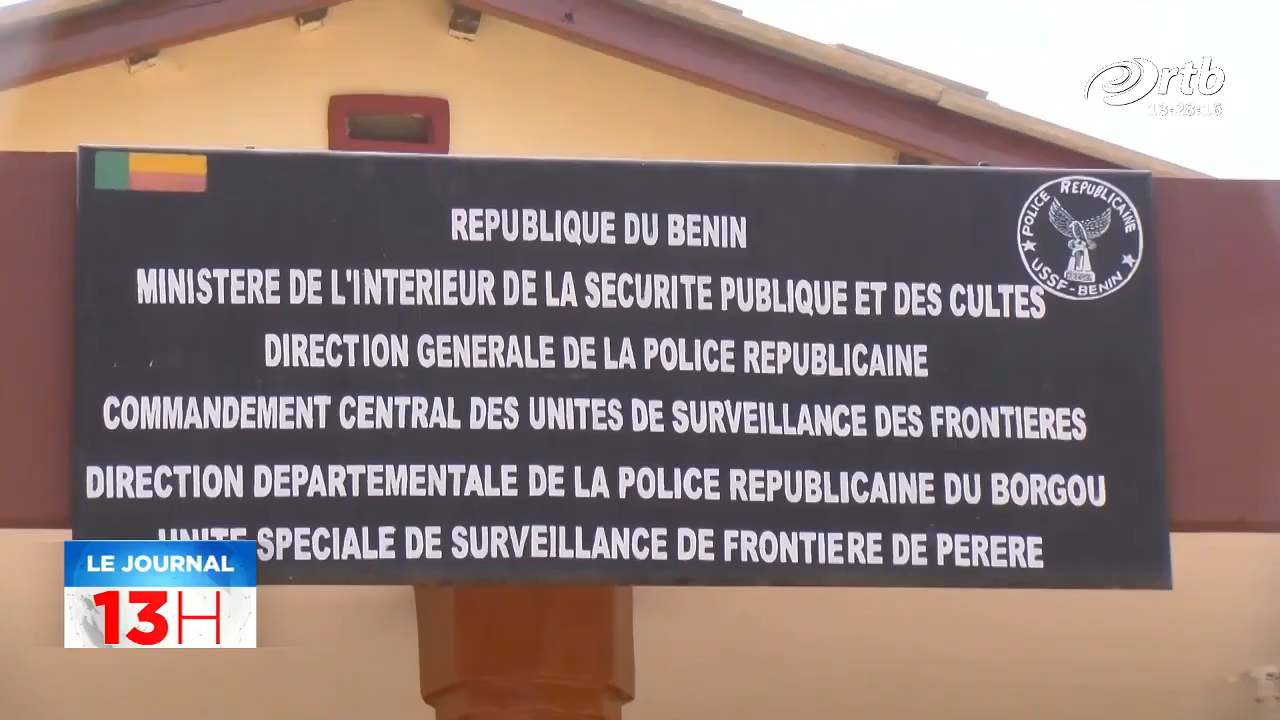 ortb
13:28:16
POLICE REPUBLICAINE
USSF-BENIN
REPUBLIQUE DU BENIN
MINISTERE DE L'INTERIEUR DE LA SECURITE PUBLIQUE ET DES CULTES
DIRECTION GENERALE DE LA POLICE REPUBLICAINE
COMMANDEMENT CENTRAL DES UNITES DE SURVEILLANCE DES FRONTIERES
DIRECTION DEPARTEMENTALE DE LA POLICE REPUBLICAINE DU BORGOU
UNITE SPECIALE DE SURVEILLANCE DE FRONTIERE DE PERERE
LE JOURNAL
13H